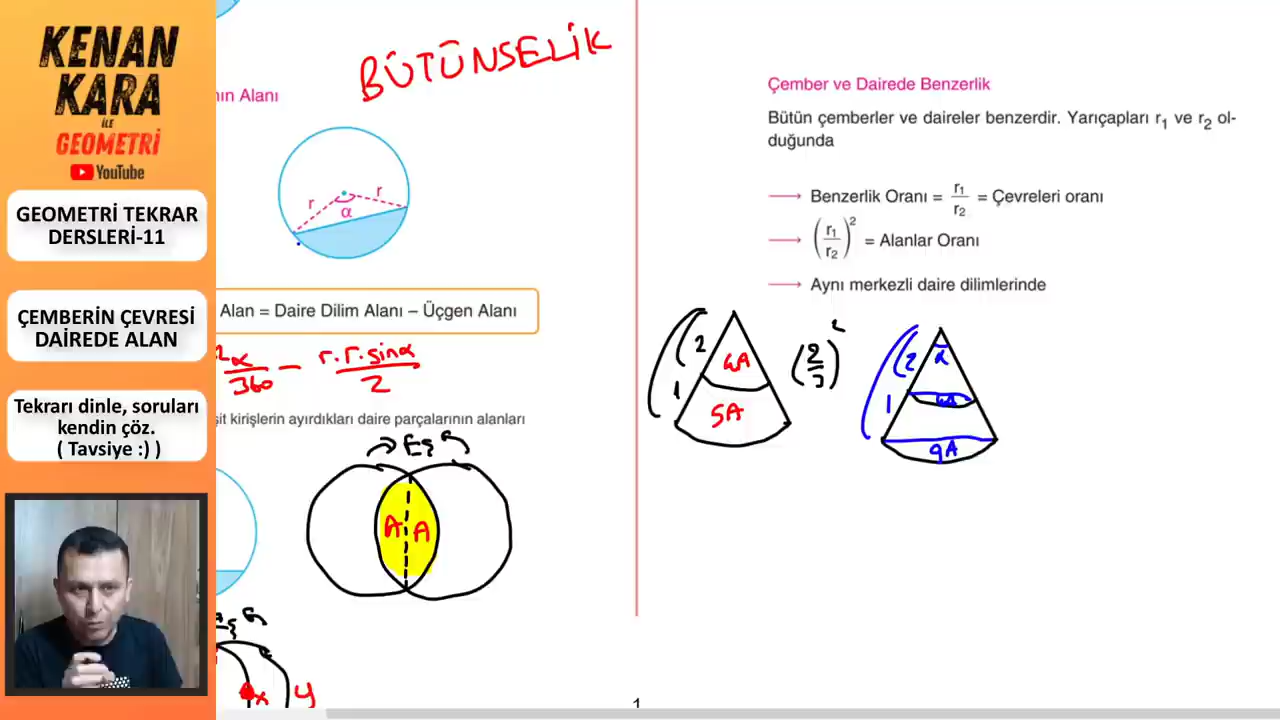 KENAN
KARA
İLE
GEOMETRİ
YouTube
GEOMETRİ TEKRAR
DERSLERİ-11
ÇEMBERİN ÇEVRESİ
DAİREDE ALAN
Tekrarı dinle, soruları
kendin çöz.
( Tavsiye :) )
BÜTÜNSELİK
nın Alanı
r
r
α
Alan = Daire Dilim Alanı – Üçgen Alanı
2α/360 – r.r.sinα/2
şit kirişlerin ayırdıkları daire parçalarının alanları
Eş
A
A
x
y
Çember ve Dairede Benzerlik
Bütün çemberler ve daireler benzerdir. Yarıçapları r1 ve r2 ol-
duğunda
Benzerlik Oranı = r1/r2 = Çevreleri oranı
(r1/r2)2 = Alanlar Oranı
Aynı merkezli daire dilimlerinde
2
4A
1
5A
(2/3)2
2
α
4A
1
9A
1